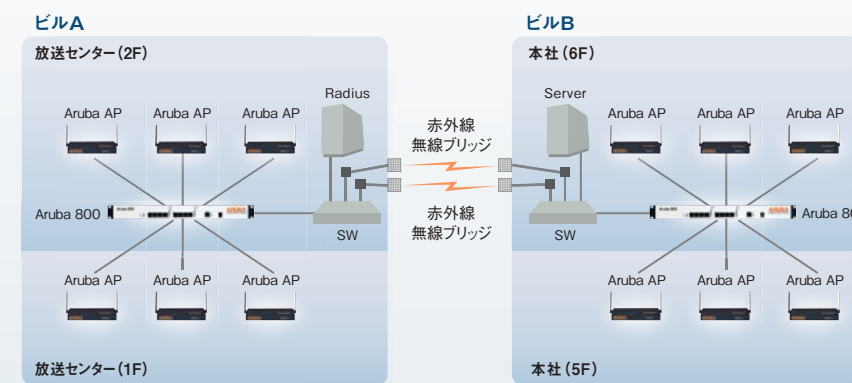 ビルA
放送センター（2F）
Radius
Aruba AP
Aruba AP
Aruba AP
Aruba 800
SW
Aruba AP
Aruba AP
Aruba AP
放送センター（1F）
赤外線
無線ブリッジ
赤外線
無線ブリッジ
ビルB
本社（6F）
Server
Aruba AP
Aruba AP
Aruba AP
SW
Aruba 80
Aruba AP
Aruba AP
Aruba AP
本社（5F）